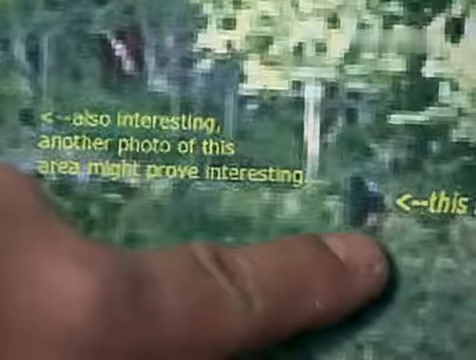 <--also interesting,
another photo of this
area might prove interesting.
<--this